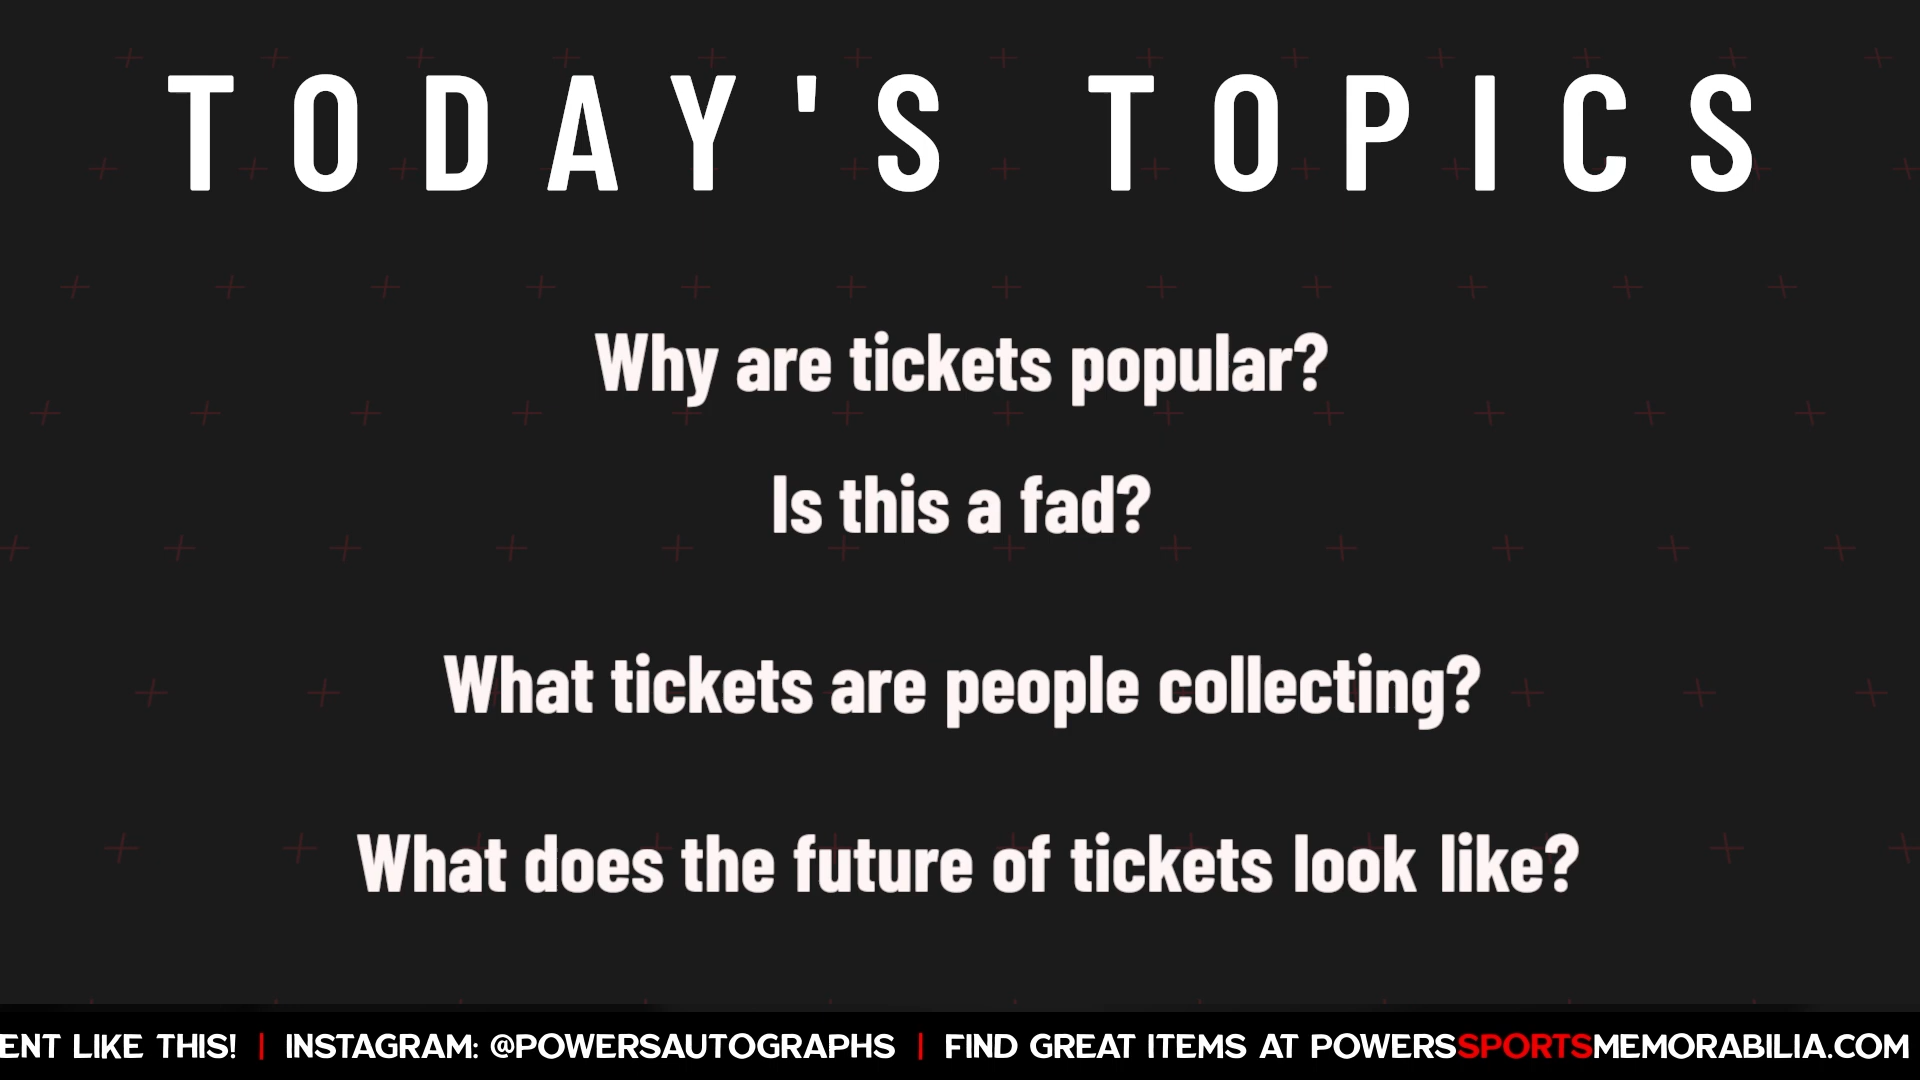 TODAY'S TOPICS
Why are tickets popular?
Is this a fad?
What tickets are people collecting?
What does the future of tickets look like?
ENT LIKE THIS! | INSTAGRAM: @POWERSAUTOGRAPHS | FIND GREAT ITEMS AT POWERSSPORTSMEMORABILIA.COM